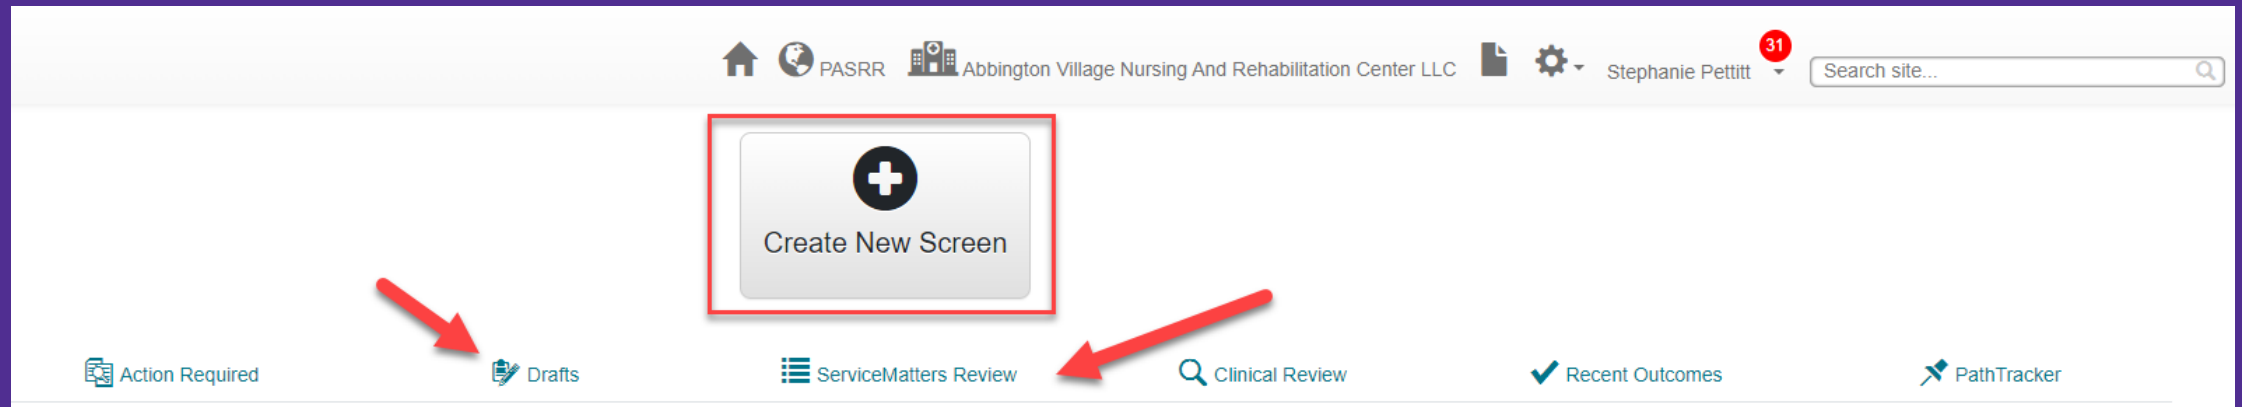 31
PASRR Abbington Village Nursing And Rehabilitation Center LLC Stephanie Pettitt Search site...
Create New Screen
Action Required Drafts ServiceMatters Review Clinical Review Recent Outcomes PathTracker